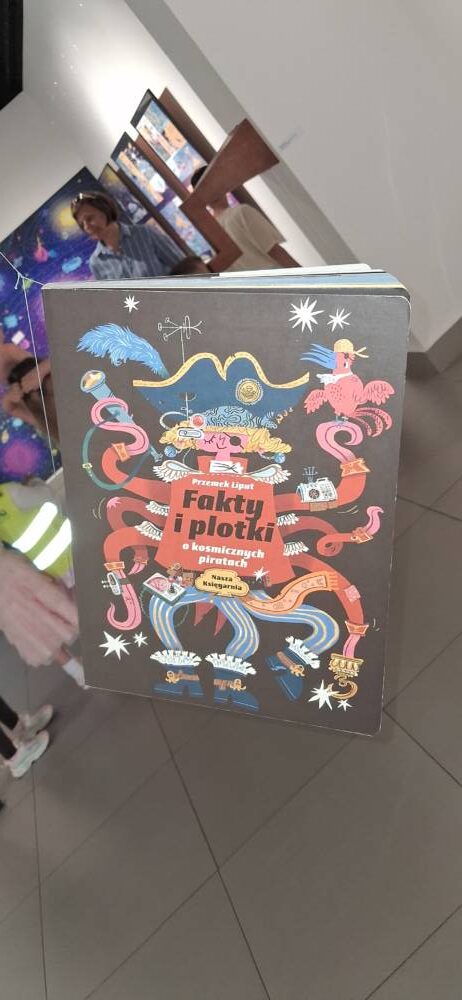 Przemek Liput
Fakty
i plotki
o kosmicznych
piratach
Nasza
Księgarnia